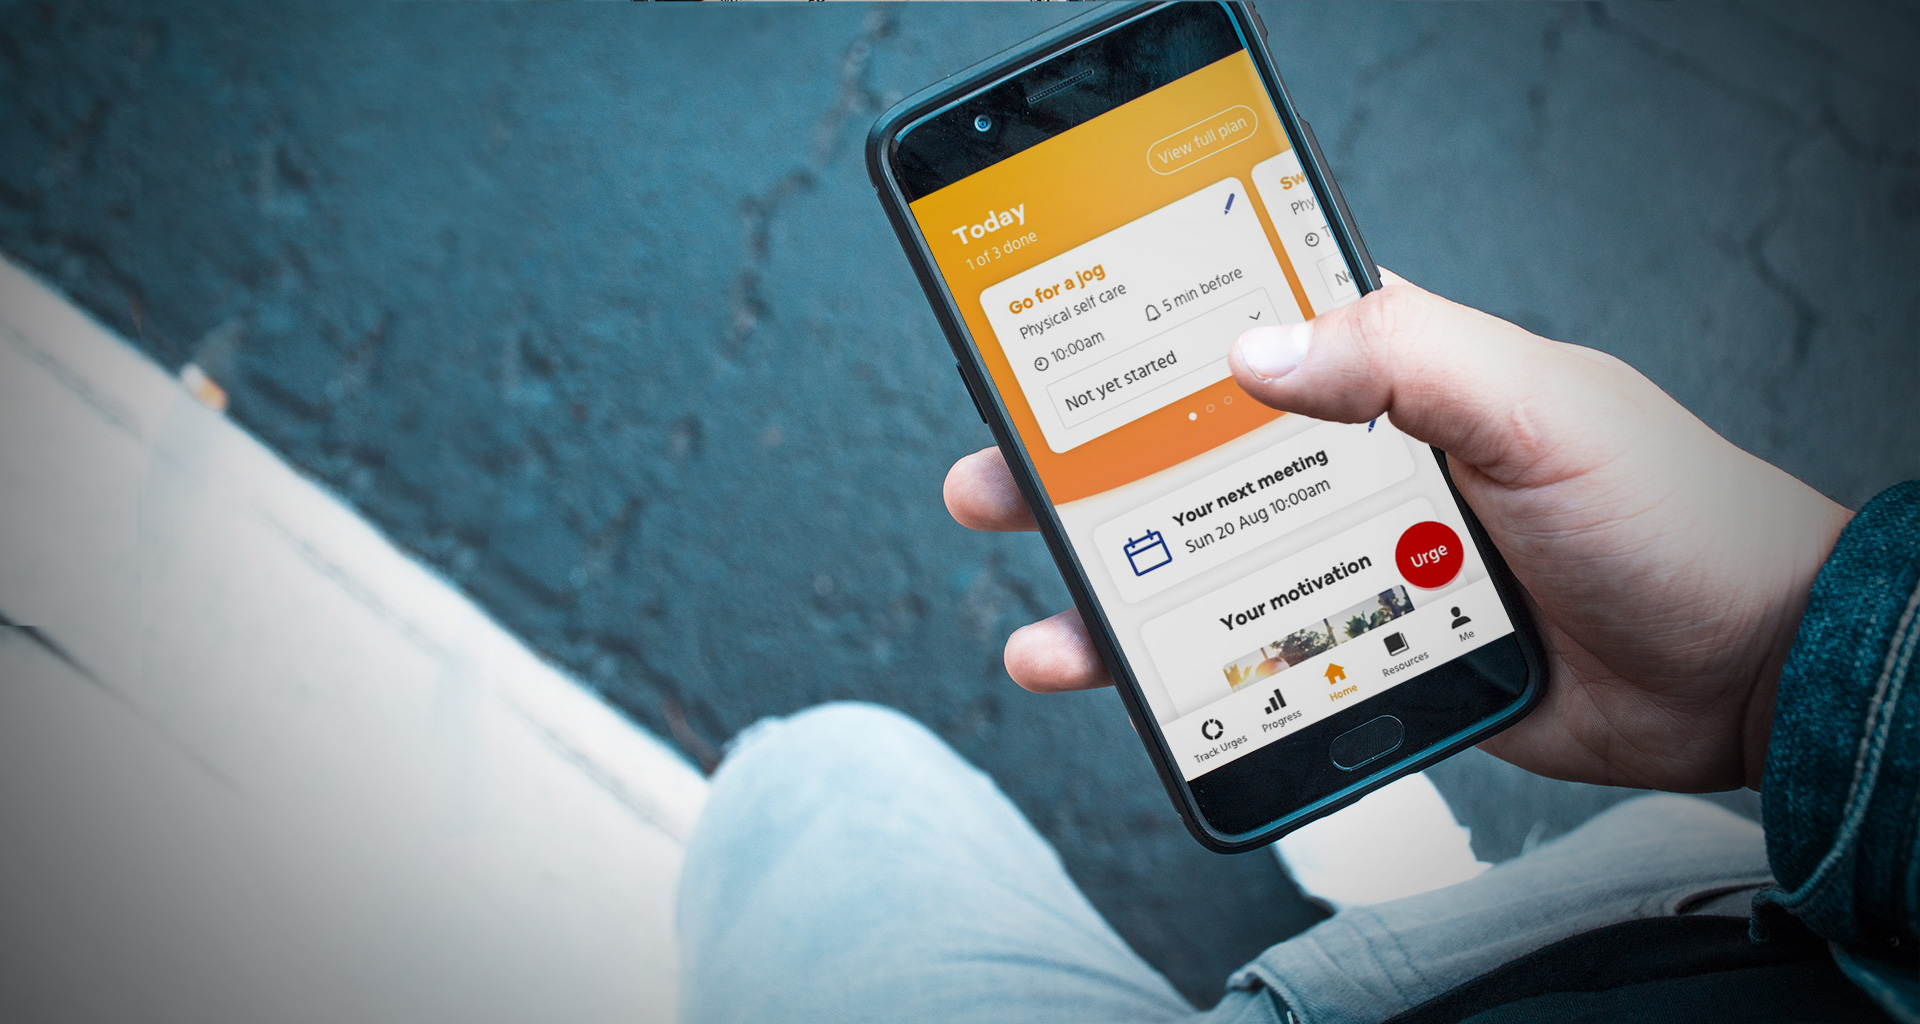 View full plan
Today
1 of 3 done
Go for a jog
Physical self care
10:00am
5 min before
Not yet started
Sw
Phy
T
No
Your next meeting
Sun 20 Aug 10:00am
Your motivation
Urge
Track Urges
Progress
Home
Resources
Me